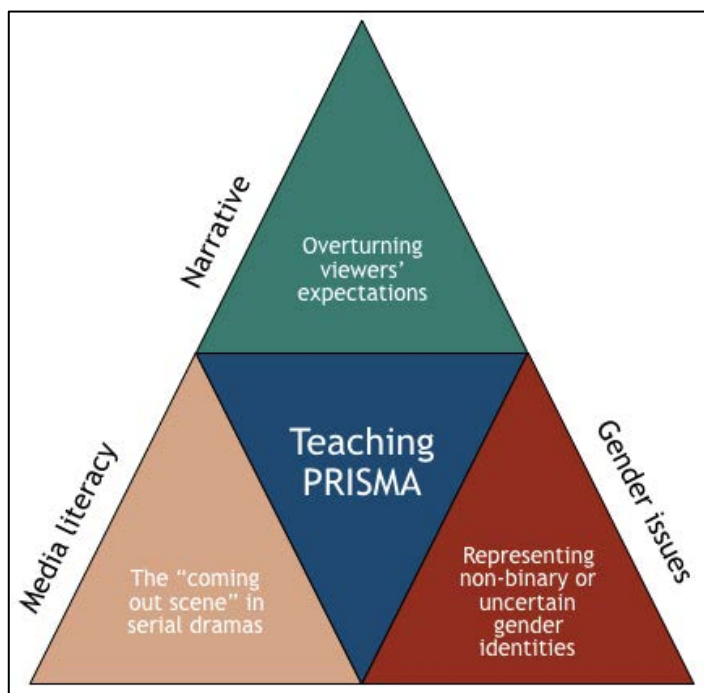 Narrative
Overturning
viewers'
expectations
Teaching
PRISMA
Media literacy
The “coming
out scene” in
serial dramas
Gender issues
Representing
non-binary or
uncertain
gender
identities